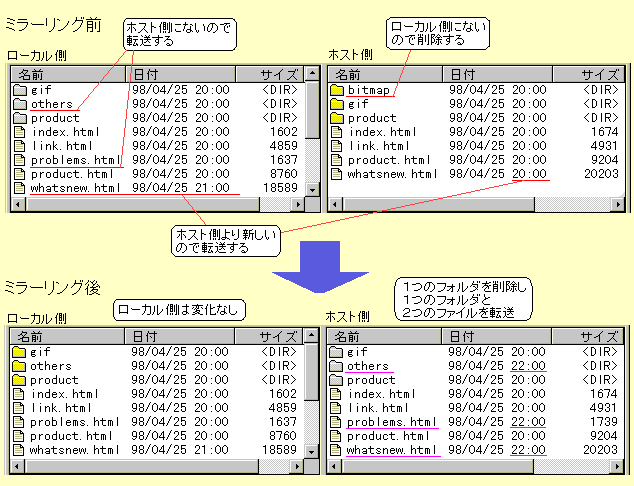 ミラーリング前
ホスト側にないので
転送する
ローカル側にない
ので削除する
ローカル側
名前 日付 サイズ
gif 98/04/25 20:00 <DIR>
others 98/04/25 20:00 <DIR>
product 98/04/25 20:00 <DIR>
index.html 98/04/25 20:00 1602
link.html 98/04/25 20:00 4859
problems.html 98/04/25 20:00 1637
product.html 98/04/25 20:00 8760
whatsnew.html 98/04/25 21:00 18589
ホスト側
名前 日付 サイズ
bitmap 98/04/25 20:00 <DIR>
gif 98/04/25 20:00 <DIR>
product 98/04/25 20:00 <DIR>
index.html 98/04/25 20:00 1674
link.html 98/04/25 20:00 4931
product.html 98/04/25 20:00 9204
whatsnew.html 98/04/25 20:00 20203
ホスト側より新しい
ので転送する
ミラーリング後
ローカル側は変化なし
1つのフォルダを削除し
1つのフォルダと
2つのファイルを転送
ローカル側
名前 日付 サイズ
gif 98/04/25 20:00 <DIR>
others 98/04/25 20:00 <DIR>
product 98/04/25 20:00 <DIR>
index.html 98/04/25 20:00 1602
link.html 98/04/25 20:00 4859
problems.html 98/04/25 20:00 1637
product.html 98/04/25 20:00 8760
whatsnew.html 98/04/25 21:00 18589
ホスト側
名前 日付 サイズ
gif 98/04/25 20:00 <DIR>
others 98/04/25 22:00 <DIR>
product 98/04/25 20:00 <DIR>
index.html 98/04/25 20:00 1674
link.html 98/04/25 20:00 4931
problems.html 98/04/25 22:00 1739
product.html 98/04/25 20:00 9204
whatsnew.html 98/04/25 22:00 20203